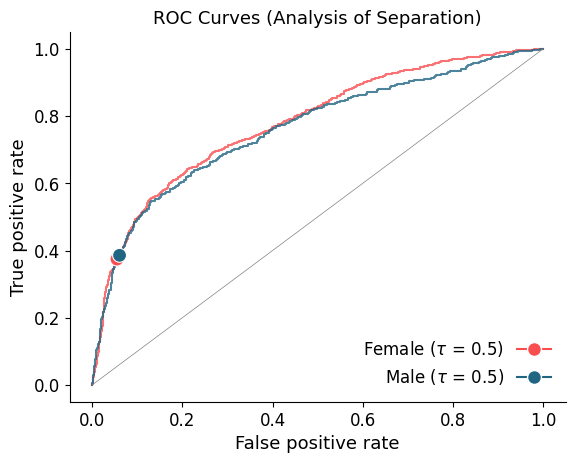 ROC Curves (Analysis of Separation)
True positive rate
1.0
0.8
0.6
0.4
0.2
0.0
Female (τ = 0.5)
Male (τ = 0.5)
0.0 0.2 0.4 0.6 0.8 1.0
False positive rate